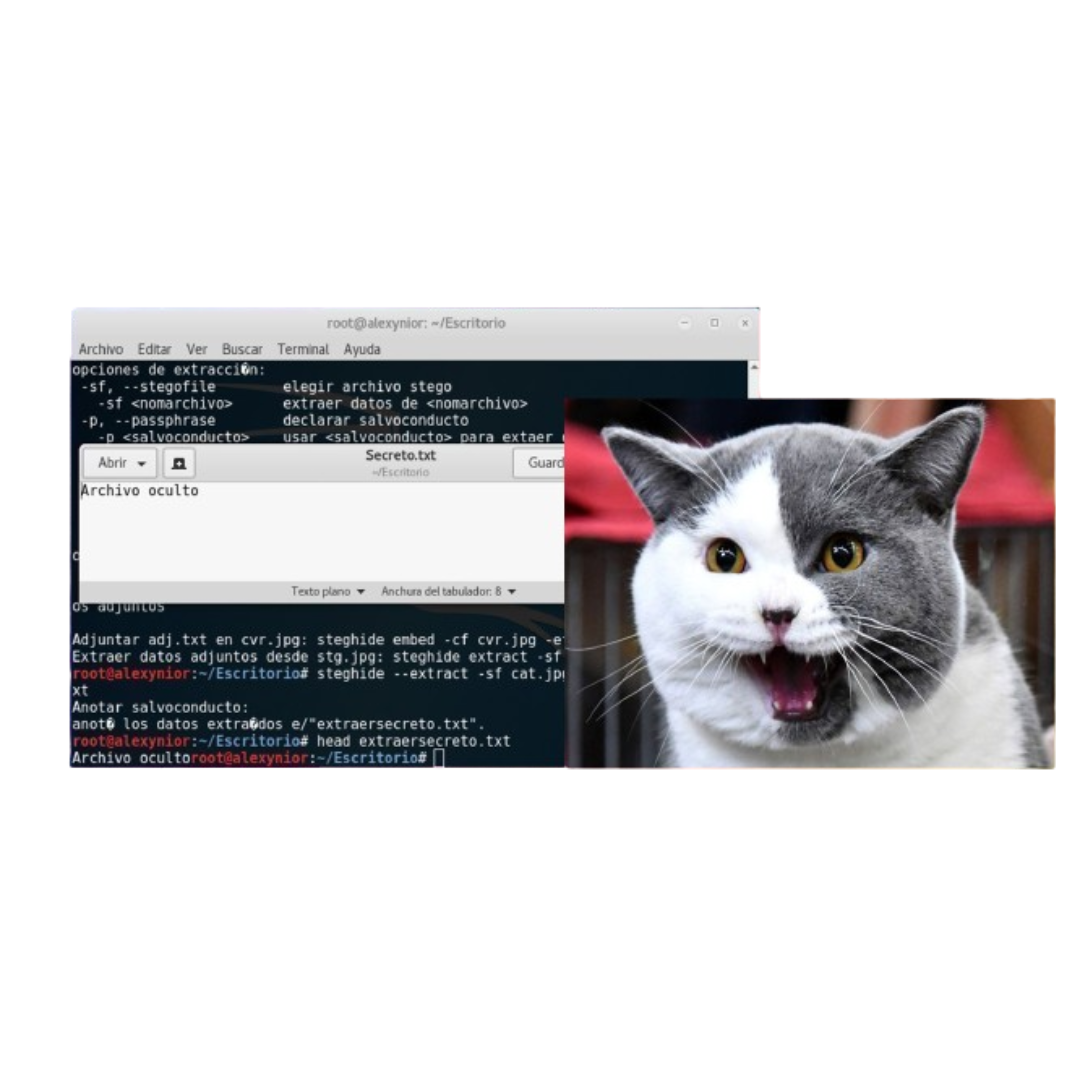 root@alexynior: ~/Escritorio
Archivo Editar Ver Buscar Terminal Ayuda
opciones de extracci�n:
-sf, --stegofile elegir archivo stego
-sf <nomarchivo> extraer datos de <nomarchivo>
-p, --passphrase declarar salvoconducto
-p <salvoconducto> usar <salvoconducto> para extaer
Abrir Secreto.txt Guard
~/Escritorio
Archivo oculto
Texto plano Anchura del tabulador: 8
os adjuntos
Adjuntar adj.txt en cvr.jpg: steghide embed -cf cvr.jpg
Extraer datos adjuntos desde stg.jpg: steghide extract -sf
root@alexynior:~/Escritorio# steghide --extract -sf cat.jp
xt
Anotar salvoconducto:
anot� los datos extra�dos e/"extraersecreto.txt".
root@alexynior:~/Escritorio# head extraersecreto.txt
Archivo ocultoroot@alexynior:~/Escritorio#